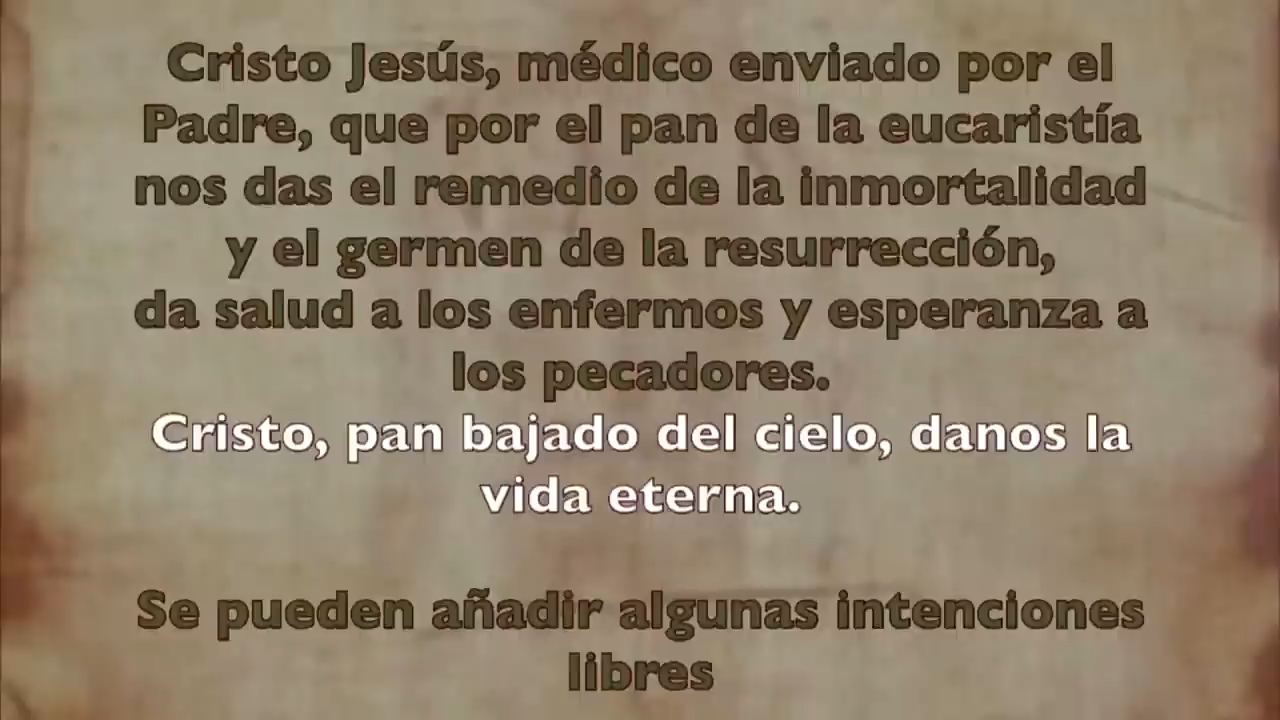 Cristo Jesús, médico enviado por el
Padre, que por el pan de la eucaristía
nos das el remedio de la inmortalidad
y el germen de la resurrección,
da salud a los enfermos y esperanza a
los pecadores.
Cristo, pan bajado del cielo, danos la
vida eterna.
Se pueden añadir algunas intenciones
libres